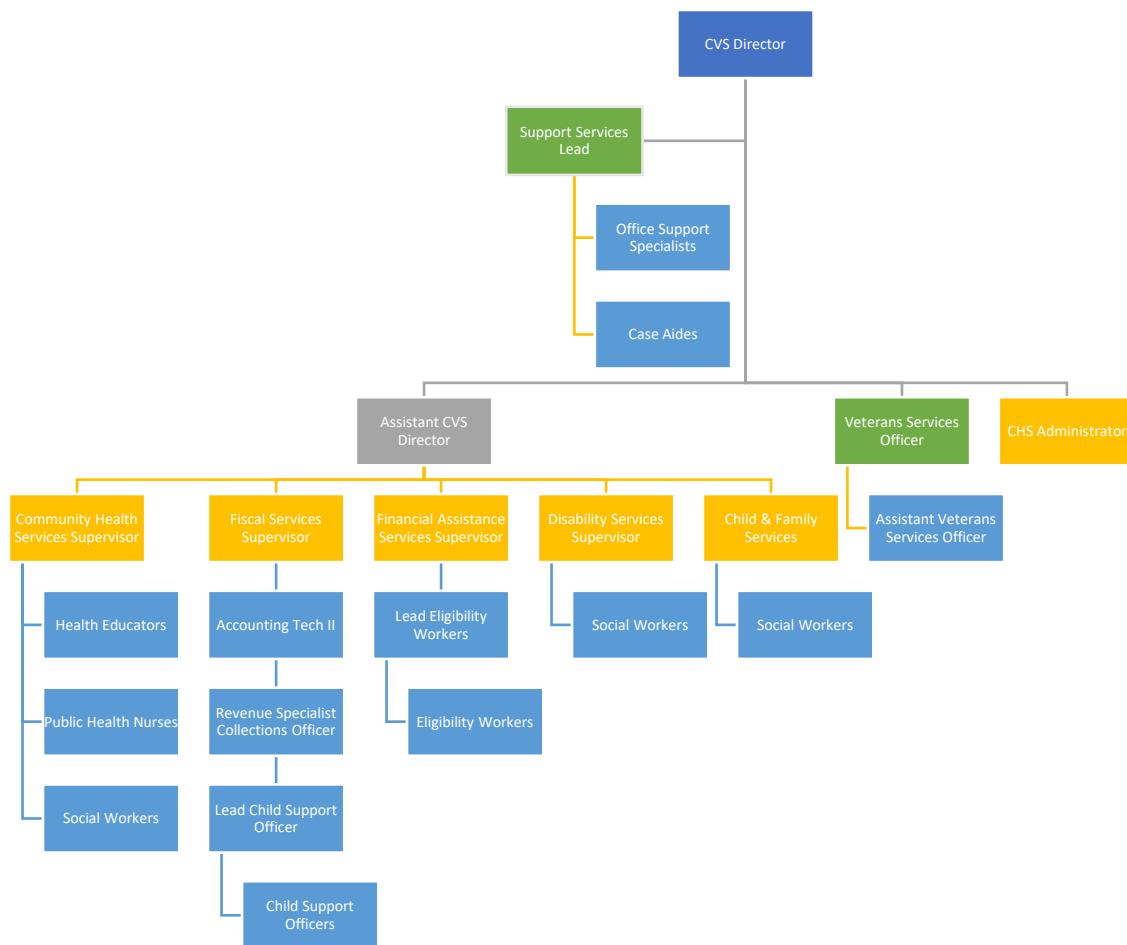 CVS Director
Support Services
Lead
Office Support
Specialists
Case Aides
Assistant CVS
Director
Veterans Services
Officer
CHS Administrator
Community Health
Services Supervisor
Fiscal Services
Supervisor
Financial Assistance
Services Supervisor
Disability Services
Supervisor
Child & Family
Services
Assistant Veterans
Services Officer
Health Educators
Accounting Tech II
Lead Eligibility
Workers
Social Workers
Social Workers
Public Health Nurses
Revenue Specialist
Collections Officer
Eligibility Workers
Social Workers
Lead Child Support
Officer
Child Support
Officers